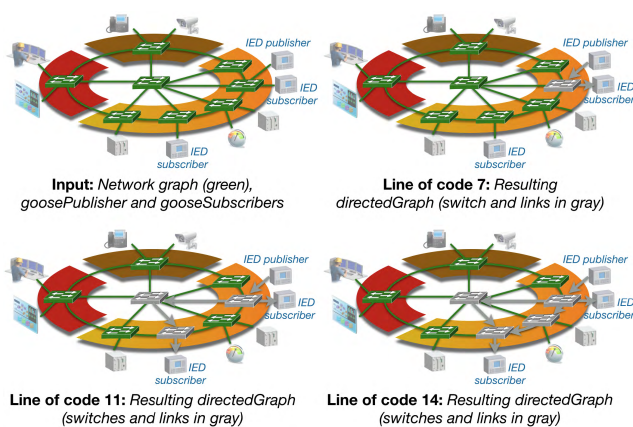 IED publisher
IED
subscriber
IED
subscriber
Input: Network graph (green),
goosePublisher and gooseSubscribers
IED publisher
IED
subscriber
IED
subscriber
Line of code 7: Resulting
directedGraph (switch and links in gray)
IED publisher
IED
subscriber
IED
subscriber
Line of code 11: Resulting directedGraph
(switches and links in gray)
IED publisher
IED
subscriber
IED
subscriber
Line of code 14: Resulting directedGraph
(switches and links in gray)